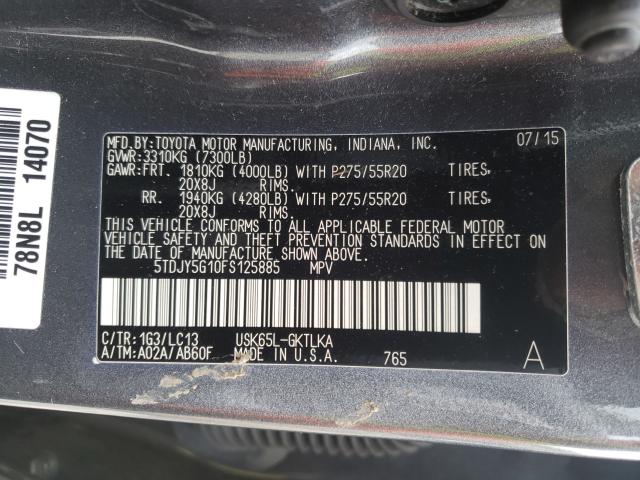 MFD.BY:TOYOTA MOTOR MANUFACTURING, INDIANA, INC. 07/15
GVWR:3310KG (7300LB)
GAWR:FRT. 1810KG (4000LB) WITH P275/55R20 TIRES,
20X8J RIMS.
RR. 1940KG (4280LB) WITH P275/55R20 TIRES,
20X8J RIMS.
THIS VEHICLE CONFORMS TO ALL APPLICABLE FEDERAL MOTOR
VEHICLE SAFETY AND THEFT PREVENTION STANDARDS IN EFFECT ON
THE DATE OF MANUFACTURE SHOWN ABOVE.
5TDJY5G10FS125885 MPV
C/TR:1G3/LC13 USK65L-GKTLKA
A/TM:A02A/AB60F MADE IN U.S.A. 765 A
78N8L 14070